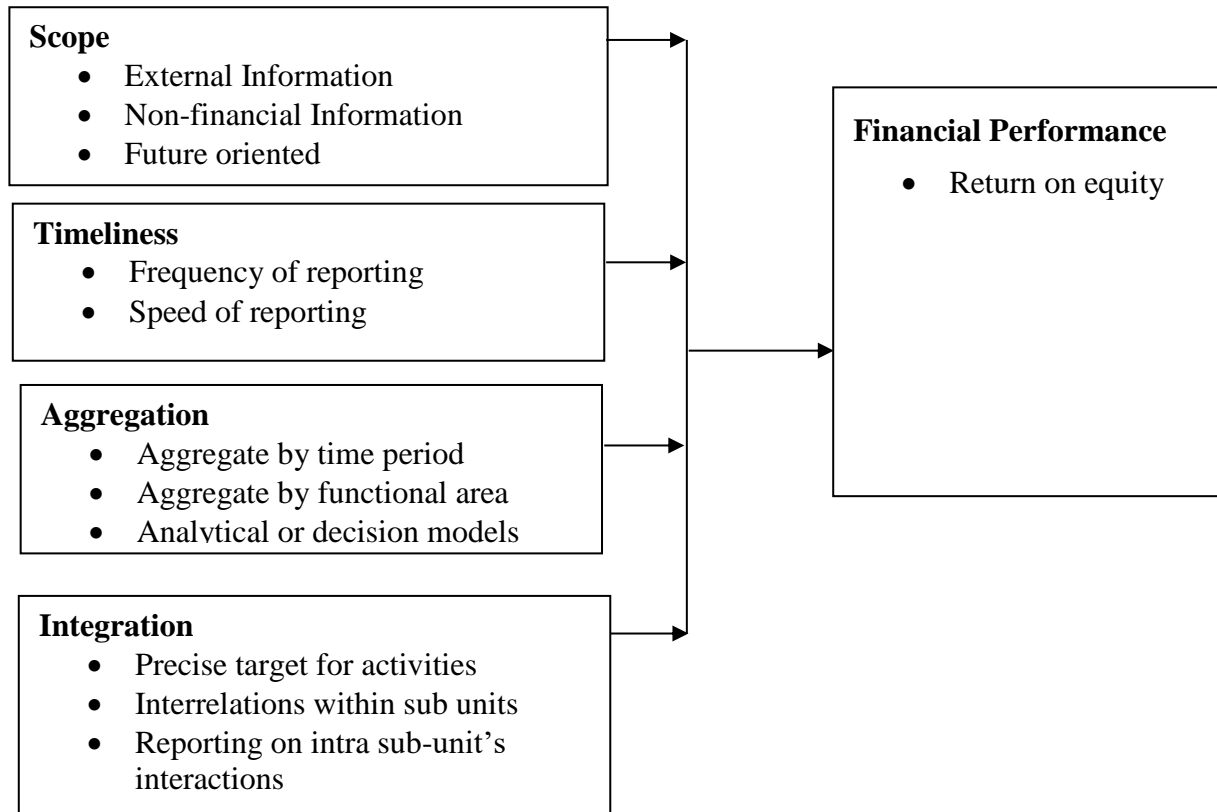 Scope
• External Information
• Non-financial Information
• Future oriented
Timeliness
• Frequency of reporting
• Speed of reporting
Aggregation
• Aggregate by time period
• Aggregate by functional area
• Analytical or decision models
Integration
• Precise target for activities
• Interrelations within sub units
• Reporting on intra sub-unit's
interactions
Financial Performance
• Return on equity